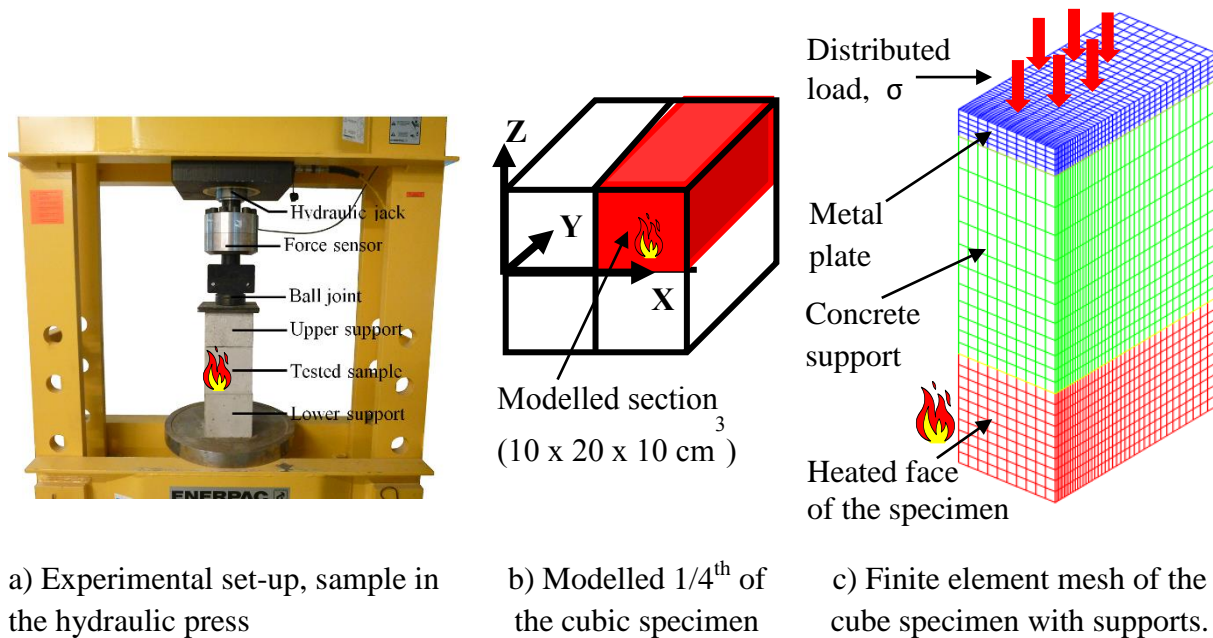 Hydraulic jack
Force sensor
Ball joint
Upper support
Tested sample
Lower support
ENERPAC
a) Experimental set-up, sample in
the hydraulic press
Z
Y
X
Modelled section
(10 x 20 x 10 cm³)
b) Modelled 1/4th of
the cubic specimen
Distributed
load, σ
Metal
plate
Concrete
support
Heated face
of the specimen
c) Finite element mesh of the
cube specimen with supports.